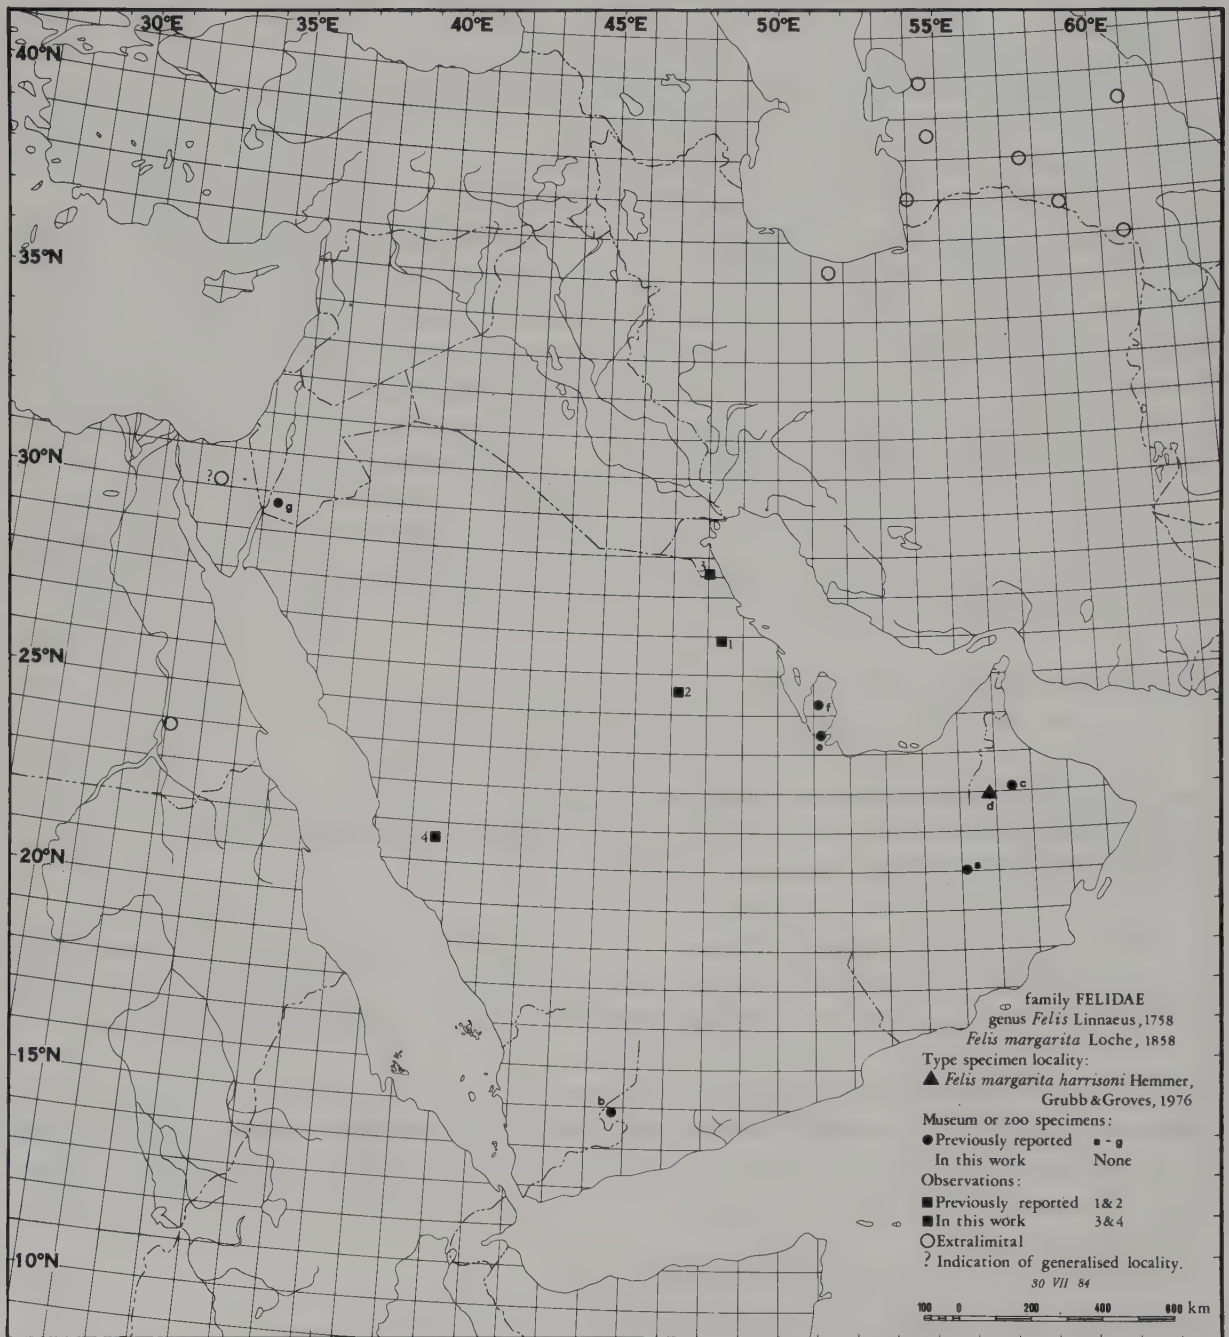 30°E 35°E 40°E 45°E 50°E 55°E 60°E
40°N
35°N
30°N
? g
3
1
25°N
2
f
e
c
d
4
20°N
a
15°N
b
10°N
family FELIDAE
genus Felis Linnaeus, 1758
Felis margarita Loche, 1858
Type specimen locality:
▲ Felis margarita harrisoni Hemmer,
Grubb & Groves, 1976
Museum or zoo specimens:
● Previously reported a - g
In this work None
Observations:
■ Previously reported 1&2
■ In this work 3&4
○ Extralimital
? Indication of generalised locality.
30 VII 84
100 0 200 400 600 km